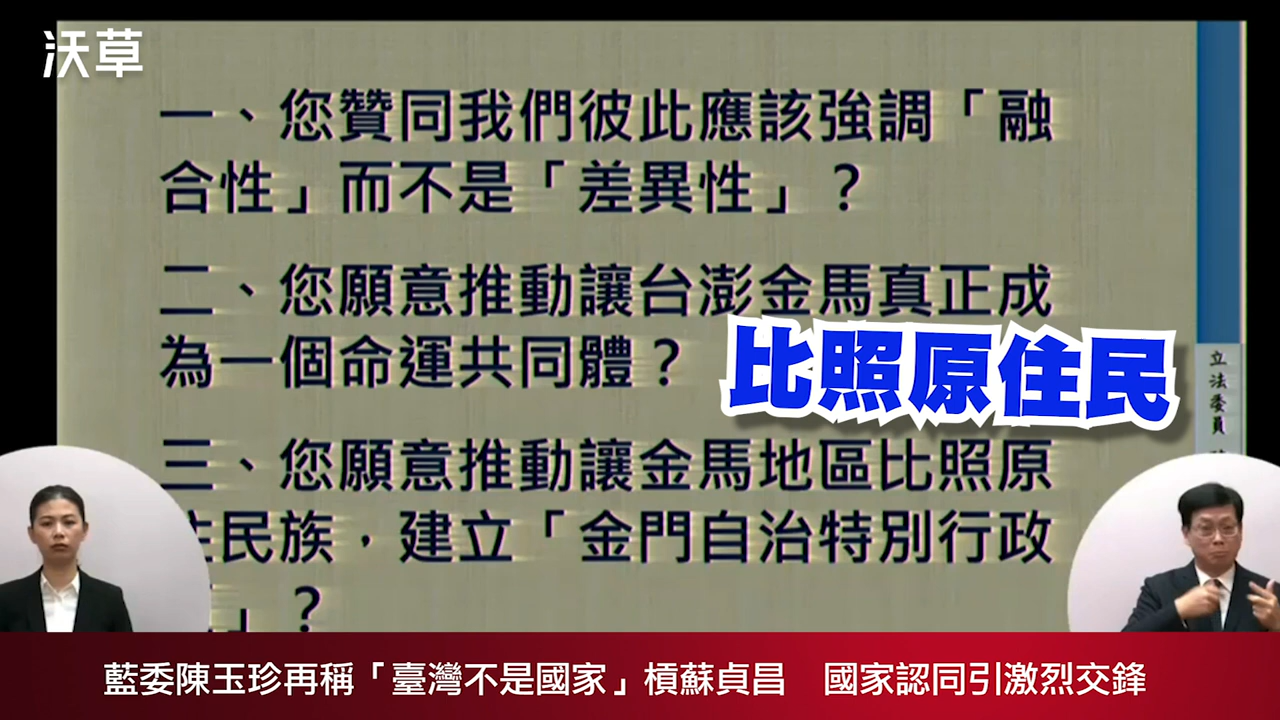 沃草
一、您贊同我們彼此應該強調「融
合性」而不是「差異性」？
二、您願意推動讓台澎金馬真正成
為一個命運共同體？
比照原住民
三、您願意推動讓金馬地區比照原
住民族，建立「金門自治特別行政
」？
立法委員
藍委陳玉珍再稱「臺灣不是國家」槓蘇貞昌　國家認同引激烈交鋒